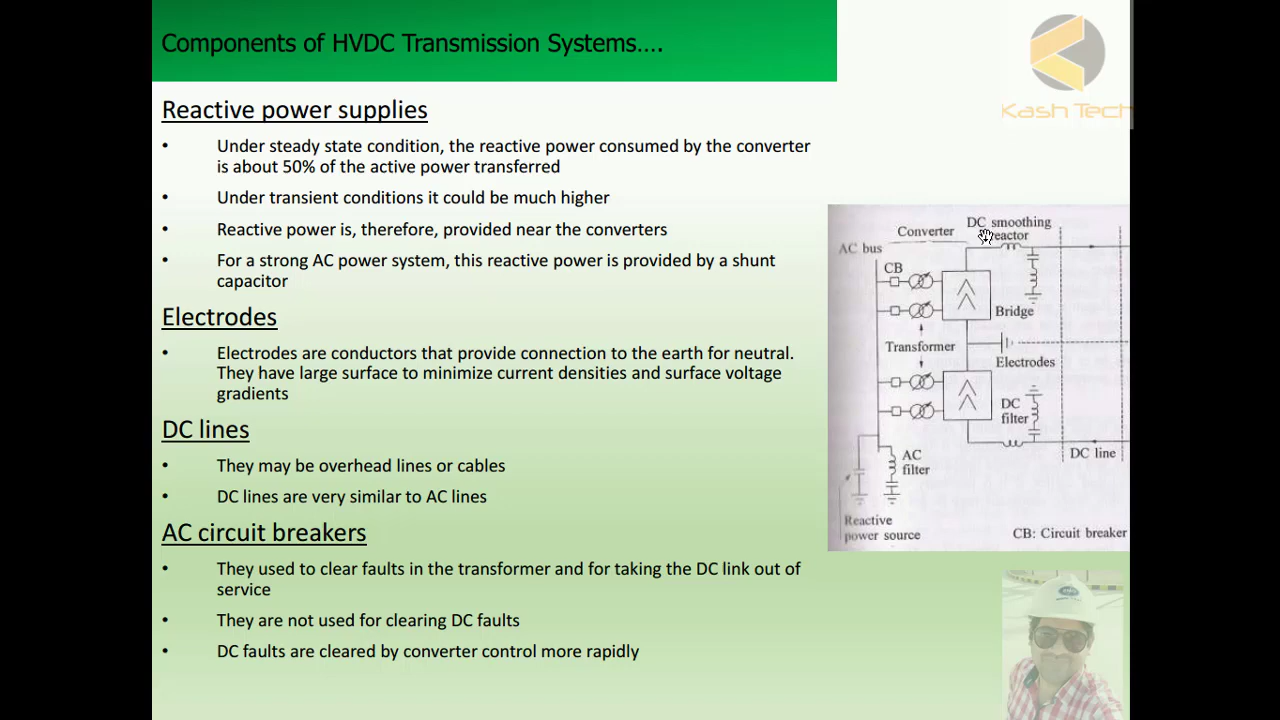 Components of HVDC Transmission Systems....
Kash Tech
Reactive power supplies
• Under steady state condition, the reactive power consumed by the converter
is about 50% of the active power transferred
• Under transient conditions it could be much higher
• Reactive power is, therefore, provided near the converters
• For a strong AC power system, this reactive power is provided by a shunt
capacitor
Electrodes
• Electrodes are conductors that provide connection to the earth for neutral.
They have large surface to minimize current densities and surface voltage
gradients
DC lines
• They may be overhead lines or cables
• DC lines are very similar to AC lines
AC circuit breakers
• They used to clear faults in the transformer and for taking the DC link out of
service
• They are not used for clearing DC faults
• DC faults are cleared by converter control more rapidly
DC smoothing
reactor
Converter
AC bus
CB
Bridge
Transformer
Electrodes
DC
filter
AC
filter
DC line
Reactive
power source
CB: Circuit breaker